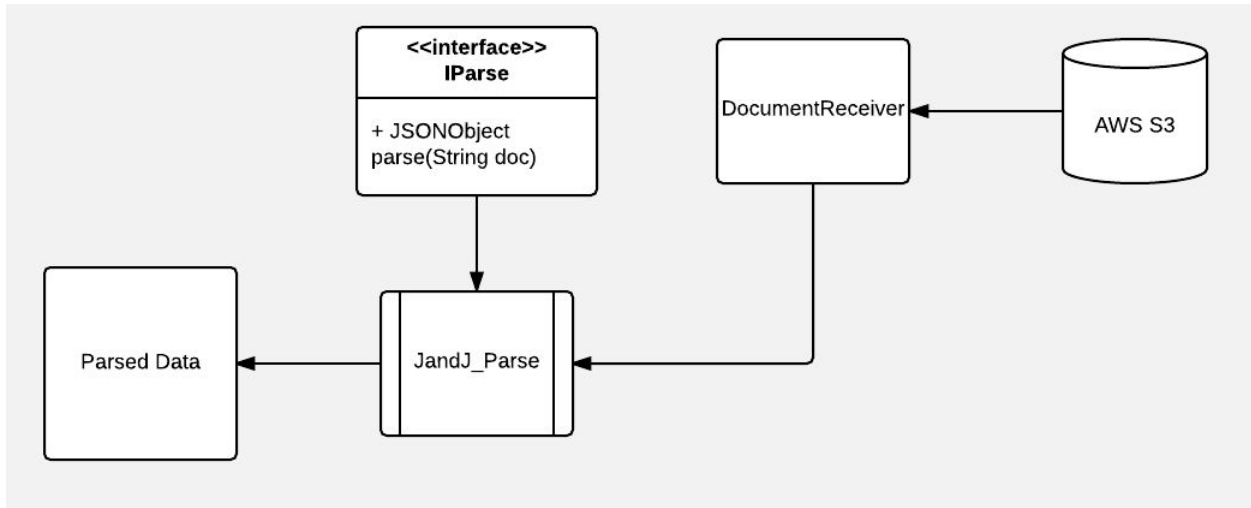 <<interface>>
IParse
+ JSONObject
parse(String doc)
DocumentReceiver
AWS S3
Parsed Data
JandJ_Parse